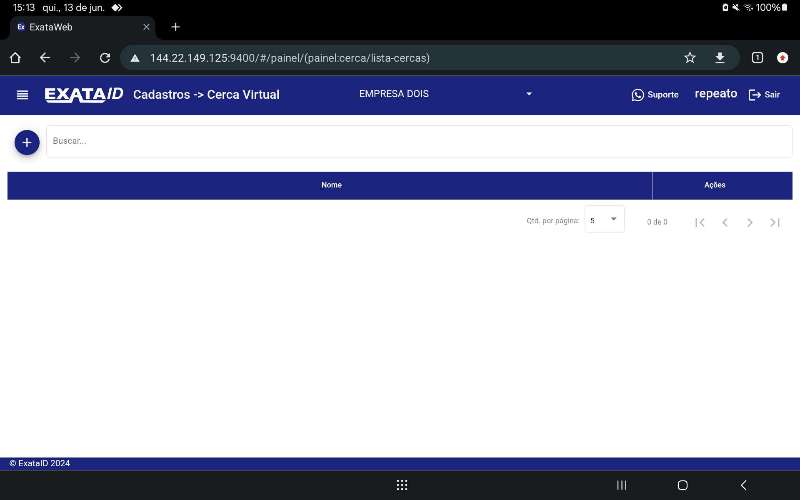 15:13 qui., 13 de jun. 100%
Ex ExataWeb
144.22.149.125:9400/#/painel/(painel:cerca/lista-cercas) 1
EXATAID Cadastros -> Cerca Virtual EMPRESA DOIS Suporte repeato Sair
Buscar...
Nome Ações
Qtd. por página: 5 0 de 0
© ExataID 2024